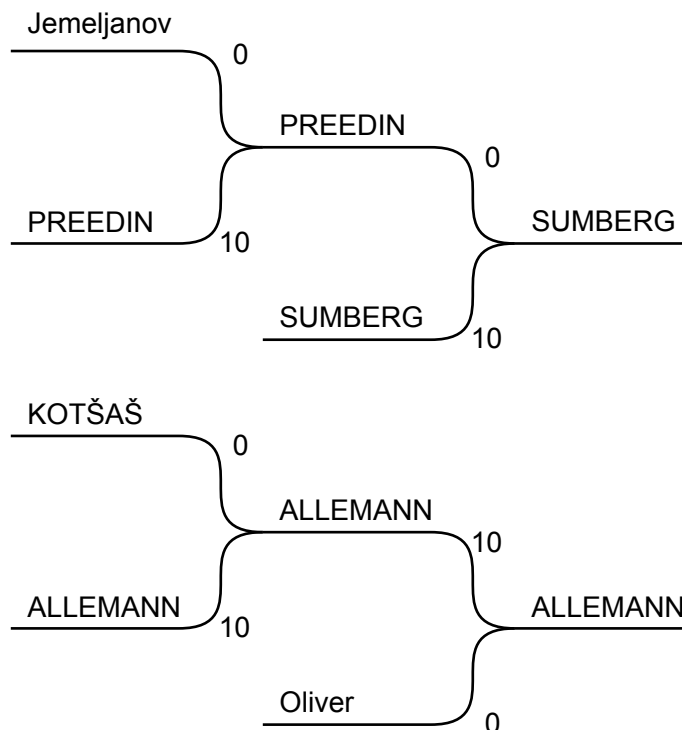 Jemeljanov
0
PREEDIN
0
PREEDIN
10
SUMBERG
SUMBERG
10
KOTŠAŠ
0
ALLEMANN
10
ALLEMANN
10
ALLEMANN
Oliver
0